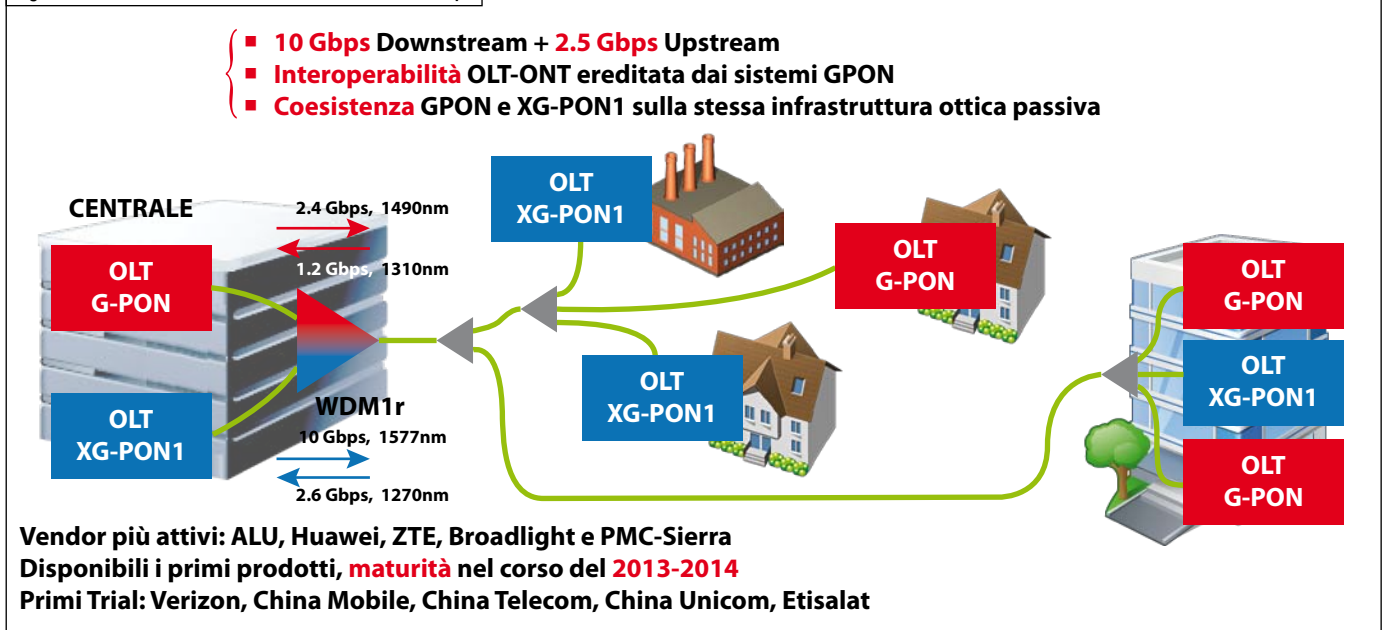 10 Gbps Downstream + 2.5 Gbps Upstream
Interoperabilità OLT-ONT ereditata dai sistemi GPON
Coesistenza GPON e XG-PON1 sulla stessa infrastruttura ottica passiva
CENTRALE
2.4 Gbps, 1490nm
1.2 Gbps, 1310nm
OLT
G-PON
OLT
XG-PON1
WDM1r
10 Gbps, 1577nm
2.6 Gbps, 1270nm
OLT
XG-PON1
OLT
G-PON
OLT
XG-PON1
OLT
G-PON
OLT
XG-PON1
OLT
G-PON
Vendor più attivi: ALU, Huawei, ZTE, Broadlight e PMC-Sierra
Disponibili i primi prodotti, maturità nel corso del 2013-2014
Primi Trial: Verizon, China Mobile, China Telecom, China Unicom, Etisalat